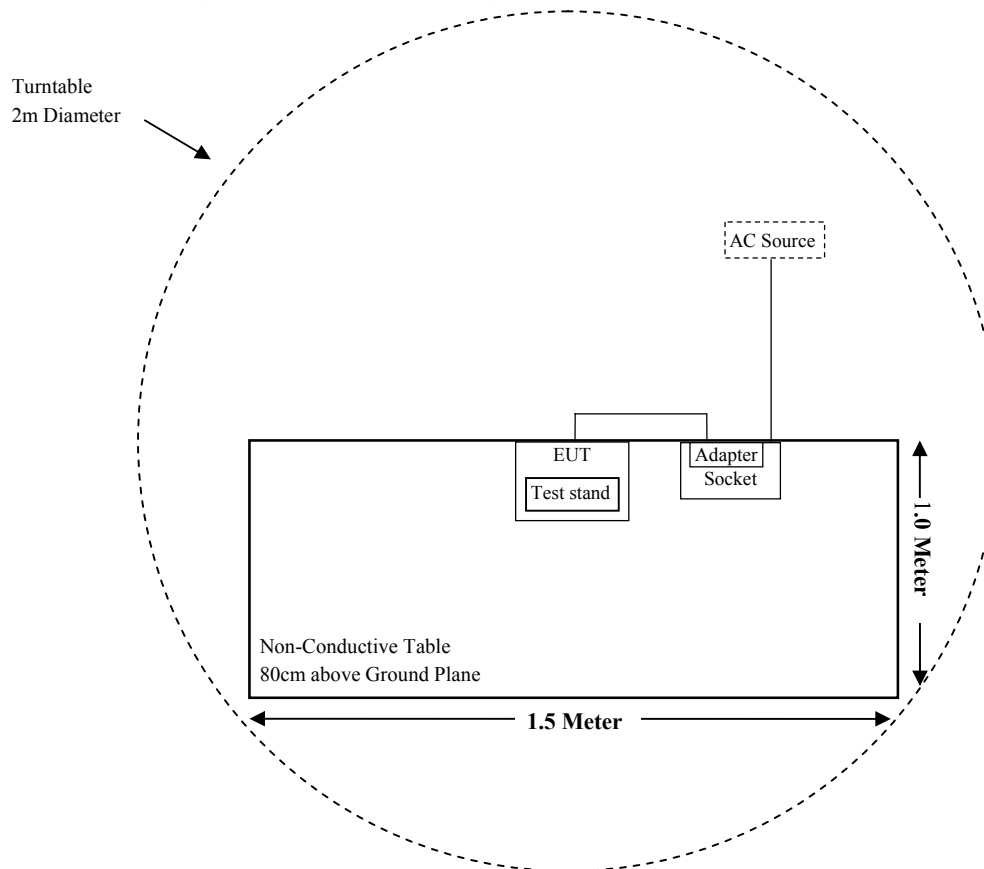 Turntable
2m Diameter
AC Source
EUT
Test stand
Adapter
Socket
1.0 Meter
Non-Conductive Table
80cm above Ground Plane
1.5 Meter